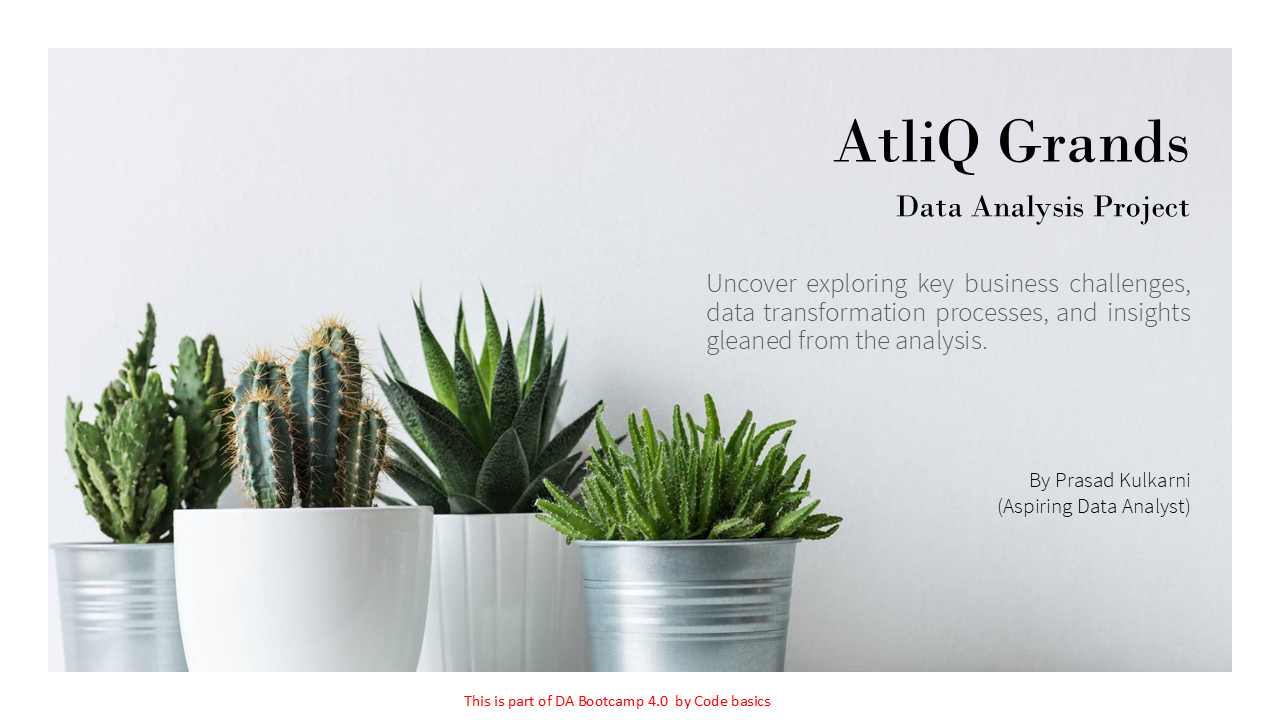 AtliQ Grands
Data Analysis Project
Uncover exploring key business challenges,
data transformation processes, and insights
gleaned from the analysis.
By Prasad Kulkarni
(Aspiring Data Analyst)
This is part of DA Bootcamp 4.0 by Code basics